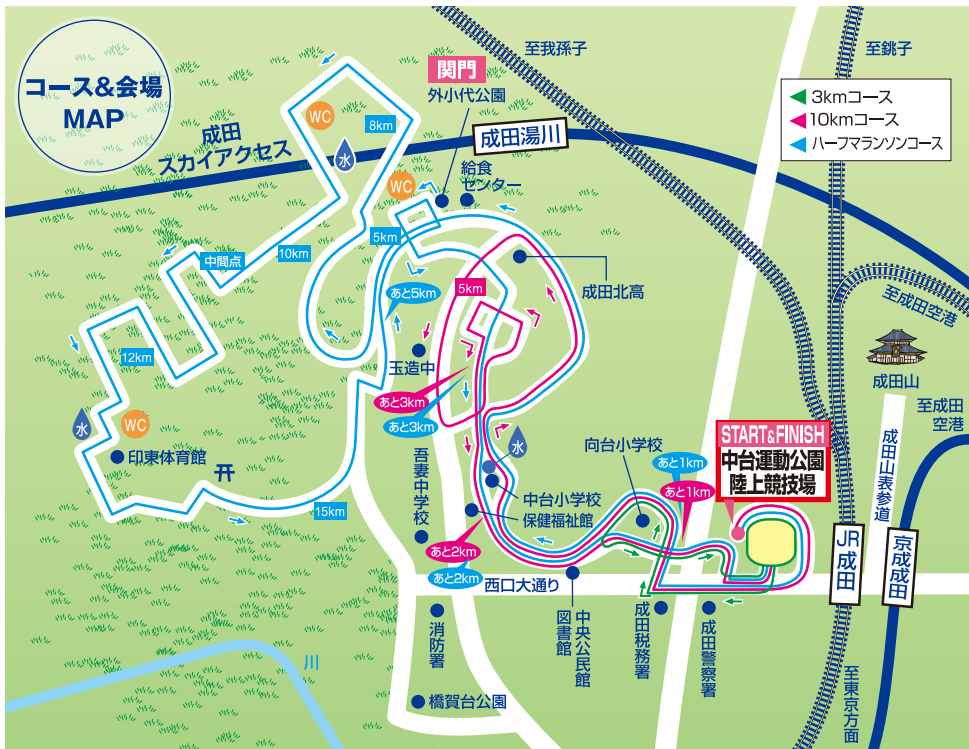 コース&会場
MAP
至我孫子
至銚子
関門
外小代公園
3kmコース
10kmコース
ハーフマラソンコース
WC
8km
成田
スカイアクセス
成田湯川
水
WC
給食
センター
5km
10km
中間点
成田北高
あと5km
5km
至成田空港
12km
玉造中
成田山
あと3km
あと3km
至成田
空港
水
WC
START&FINISH
中台運動公園
陸上競技場
成田山表参道
向台小学校
水
あと1km
あと1km
印東体育館
吾妻中学校
中台小学校
保健福祉館
15km
JR成田
京成成田
あと2km
あと2km
西口大通り
消防署
中央公民館
図書館
成田税務署
成田警察署
川
橋賀台公園
至東京方面